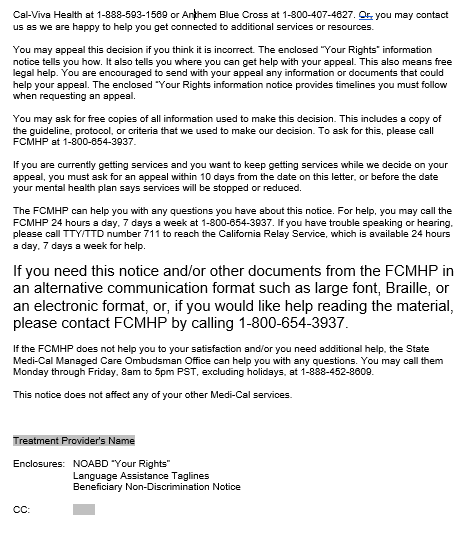 Cal-Viva Health at 1-888-593-1569 or Anthem Blue Cross at 1-800-407-4627. Or, you may contact
us as we are happy to help you get connected to additional services or resources.
You may appeal this decision if you think it is incorrect. The enclosed “Your Rights” information
notice tells you how. It also tells you where you can get help with your appeal. This also means free
legal help. You are encouraged to send with your appeal any information or documents that could
help your appeal. The enclosed “Your Rights information notice provides timelines you must follow
when requesting an appeal.
You may ask for free copies of all information used to make this decision. This includes a copy of
the guideline, protocol, or criteria that we used to make our decision. To ask for this, please call
FCMHP at 1-800-654-3937.
If you are currently getting services and you want to keep getting services while we decide on your
appeal, you must ask for an appeal within 10 days from the date on this letter, or before the date
your mental health plan says services will be stopped or reduced.
The FCMHP can help you with any questions you have about this notice. For help, you may call the
FCMHP 24 hours a day, 7 days a week at 1-800-654-3937. If you have trouble speaking or hearing,
please call TTY/TTD number 711 to reach the California Relay Service, which is available 24 hours
a day, 7 days a week for help.
If you need this notice and/or other documents from the FCMHP in
an alternative communication format such as large font, Braille, or
an electronic format, or, if you would like help reading the material,
please contact FCMHP by calling 1-800-654-3937.
If the FCMHP does not help you to your satisfaction and/or you need additional help, the State
Medi-Cal Managed Care Ombudsman Office can help you with any questions. You may call them
Monday through Friday, 8am to 5pm PST, excluding holidays, at 1-888-452-8609.
This notice does not affect any of your other Medi-Cal services.
Treatment Provider's Name
Enclosures: NOABD “Your Rights”
Language Assistance Taglines
Beneficiary Non-Discrimination Notice
CC: